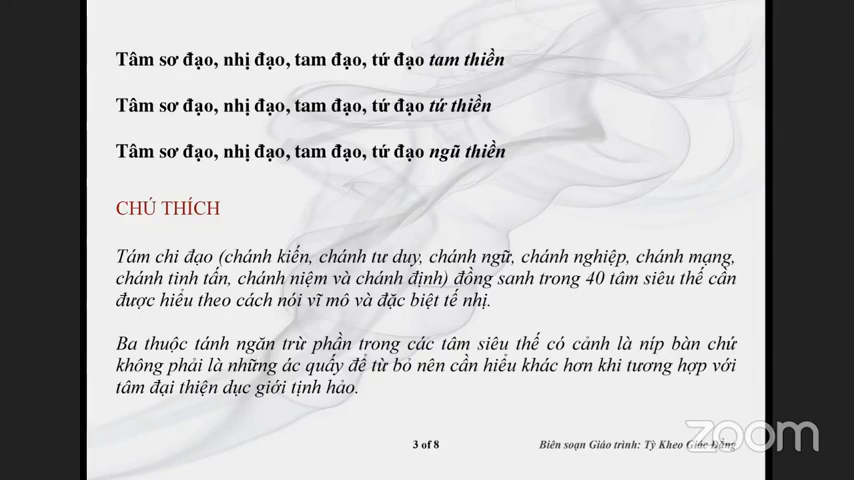 Tâm sơ đạo, nhị đạo, tam đạo, tứ đạo tam thiền
Tâm sơ đạo, nhị đạo, tam đạo, tứ đạo tứ thiền
Tâm sơ đạo, nhị đạo, tam đạo, tứ đạo ngũ thiền
CHÚ THÍCH
Tám chi đạo (chánh kiến, chánh tư duy, chánh ngữ, chánh nghiệp, chánh mạng,
chánh tinh tấn, chánh niệm và chánh định) đồng sanh trong 40 tâm siêu thế cần
được hiểu theo cách nói vĩ mô và đặc biệt tế nhị.
Ba thuộc tánh ngăn trừ phần trong các tâm siêu thế có cảnh là níp bàn chứ
không phải là những ác quấy để từ bỏ nên cần hiểu khác hơn khi tương hợp với
tâm đại thiện dục giới tịnh hảo.
3 of 8
Biên soạn Giáo trình: Tỳ Kheo Giác Đẳng
zoom